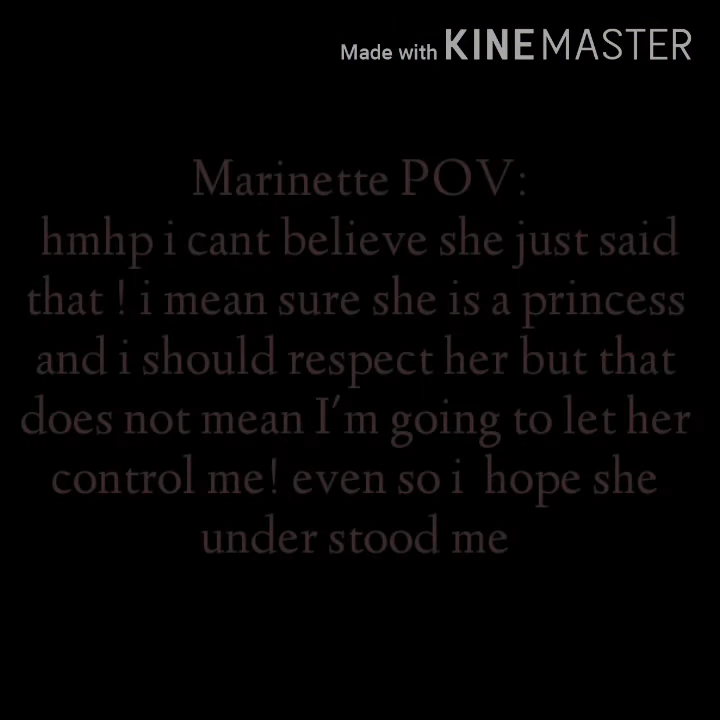 Made with KINEMASTER
Marinette POV:
hmhp i cant believe she just said
that ! i mean sure she is a princess
and i should respect her but that
does not mean I'm going to let her
control me! even so i hope she
under stood me